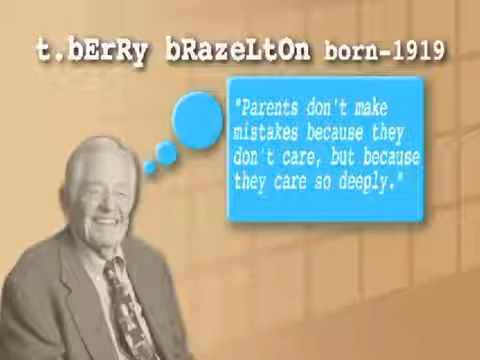 t.bErRy bRazeLtOn born-1919
"Parents don't make
mistakes because they
don't care, but because
they care so deeply."